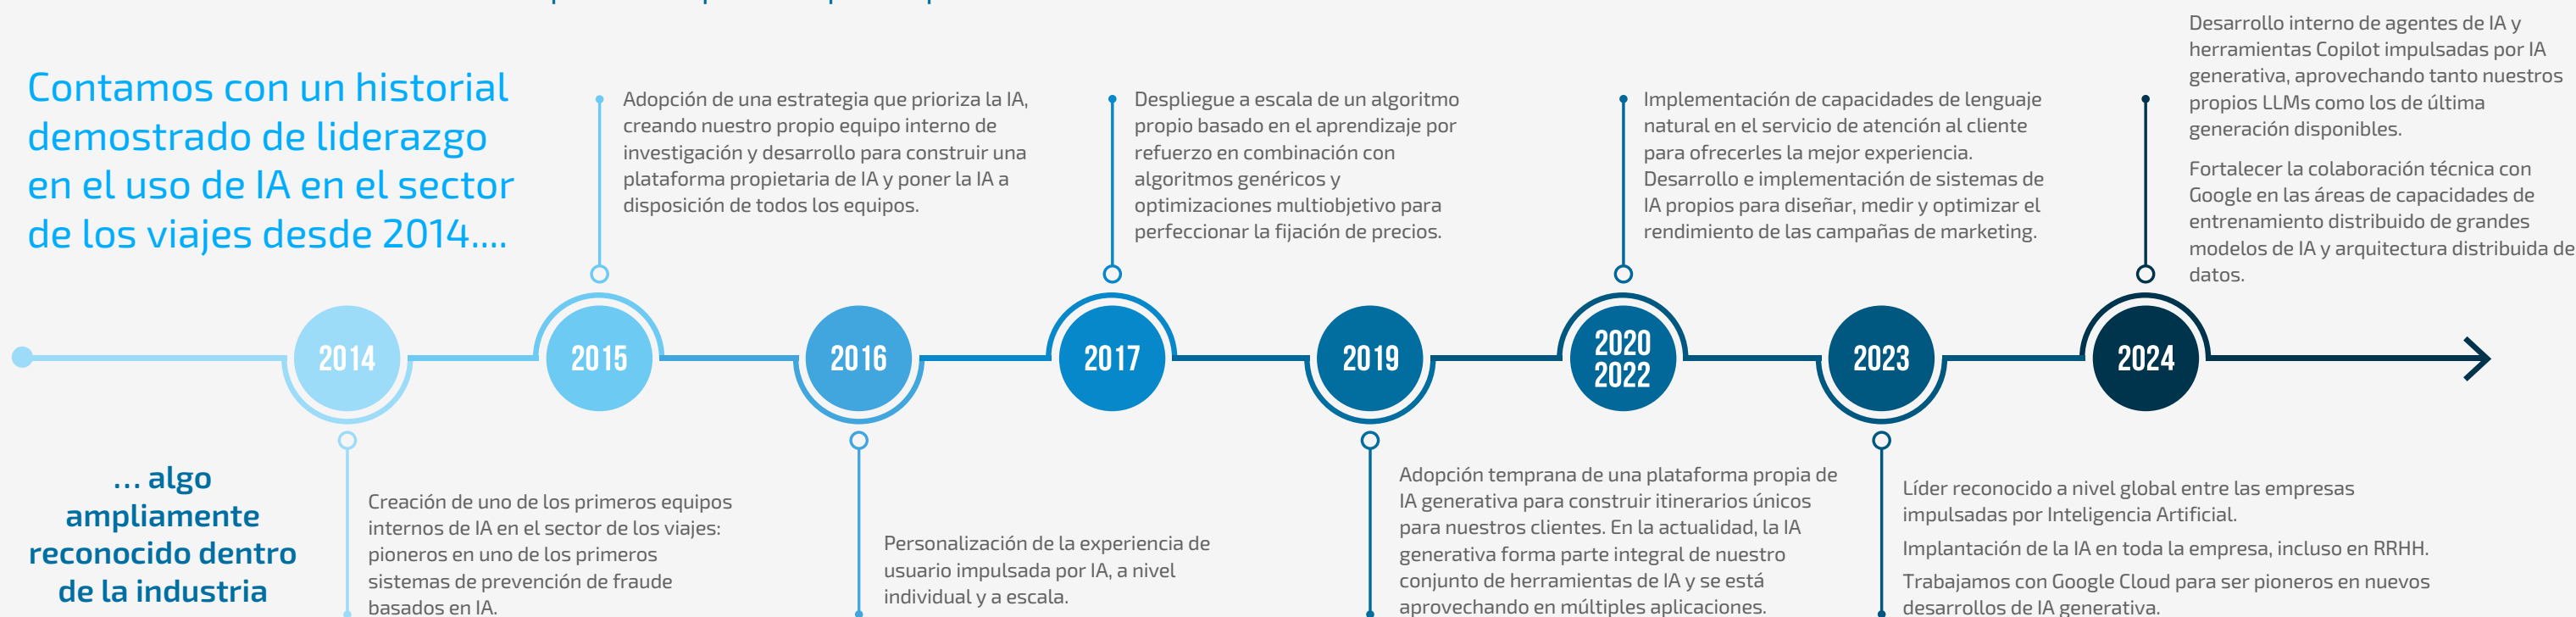 Contamos con un historial
demostrado de liderazgo
en el uso de IA en el sector
de los viajes desde 2014....
Adopción de una estrategia que prioriza la IA,
creando nuestro propio equipo interno de
investigación y desarrollo para construir una
plataforma propietaria de IA y poner la IA a
disposición de todos los equipos.
Despliegue a escala de un algoritmo
propio basado en el aprendizaje por
refuerzo en combinación con
algoritmos genéricos y
optimizaciones multiobjetivo para
perfeccionar la fijación de precios.
Implementación de capacidades de lenguaje
natural en el servicio de atención al cliente
para ofrecerles la mejor experiencia.
Desarrollo e implementación de sistemas de
IA propios para diseñar, medir y optimizar el
rendimiento de las campañas de marketing.
Desarrollo interno de agentes de IA y
herramientas Copilot impulsadas por IA
generativa, aprovechando tanto nuestros
propios LLMs como los de última
generación disponibles.
Fortalecer la colaboración técnica con
Google en las áreas de capacidades de
entrenamiento distribuido de grandes
modelos de IA y arquitectura distribuida de
datos.
2014
2015
2016
2017
2019
2020
2022
2023
2024
... algo
ampliamente
reconocido dentro
de la industria
Creación de uno de los primeros equipos
internos de IA en el sector de los viajes:
pioneros en uno de los primeros
sistemas de prevención de fraude
basados en IA.
Personalización de la experiencia de
usuario impulsada por IA, a nivel
individual y a escala.
Adopción temprana de una plataforma propia de
IA generativa para construir itinerarios únicos
para nuestros clientes. En la actualidad, la IA
generativa forma parte integral de nuestro
conjunto de herramientas de IA y se está
aprovechando en múltiples aplicaciones.
Líder reconocido a nivel global entre las empresas
impulsadas por Inteligencia Artificial.
Implantación de la IA en toda la empresa, incluso en RRHH.
Trabajamos con Google Cloud para ser pioneros en nuevos
desarrollos de IA generativa.